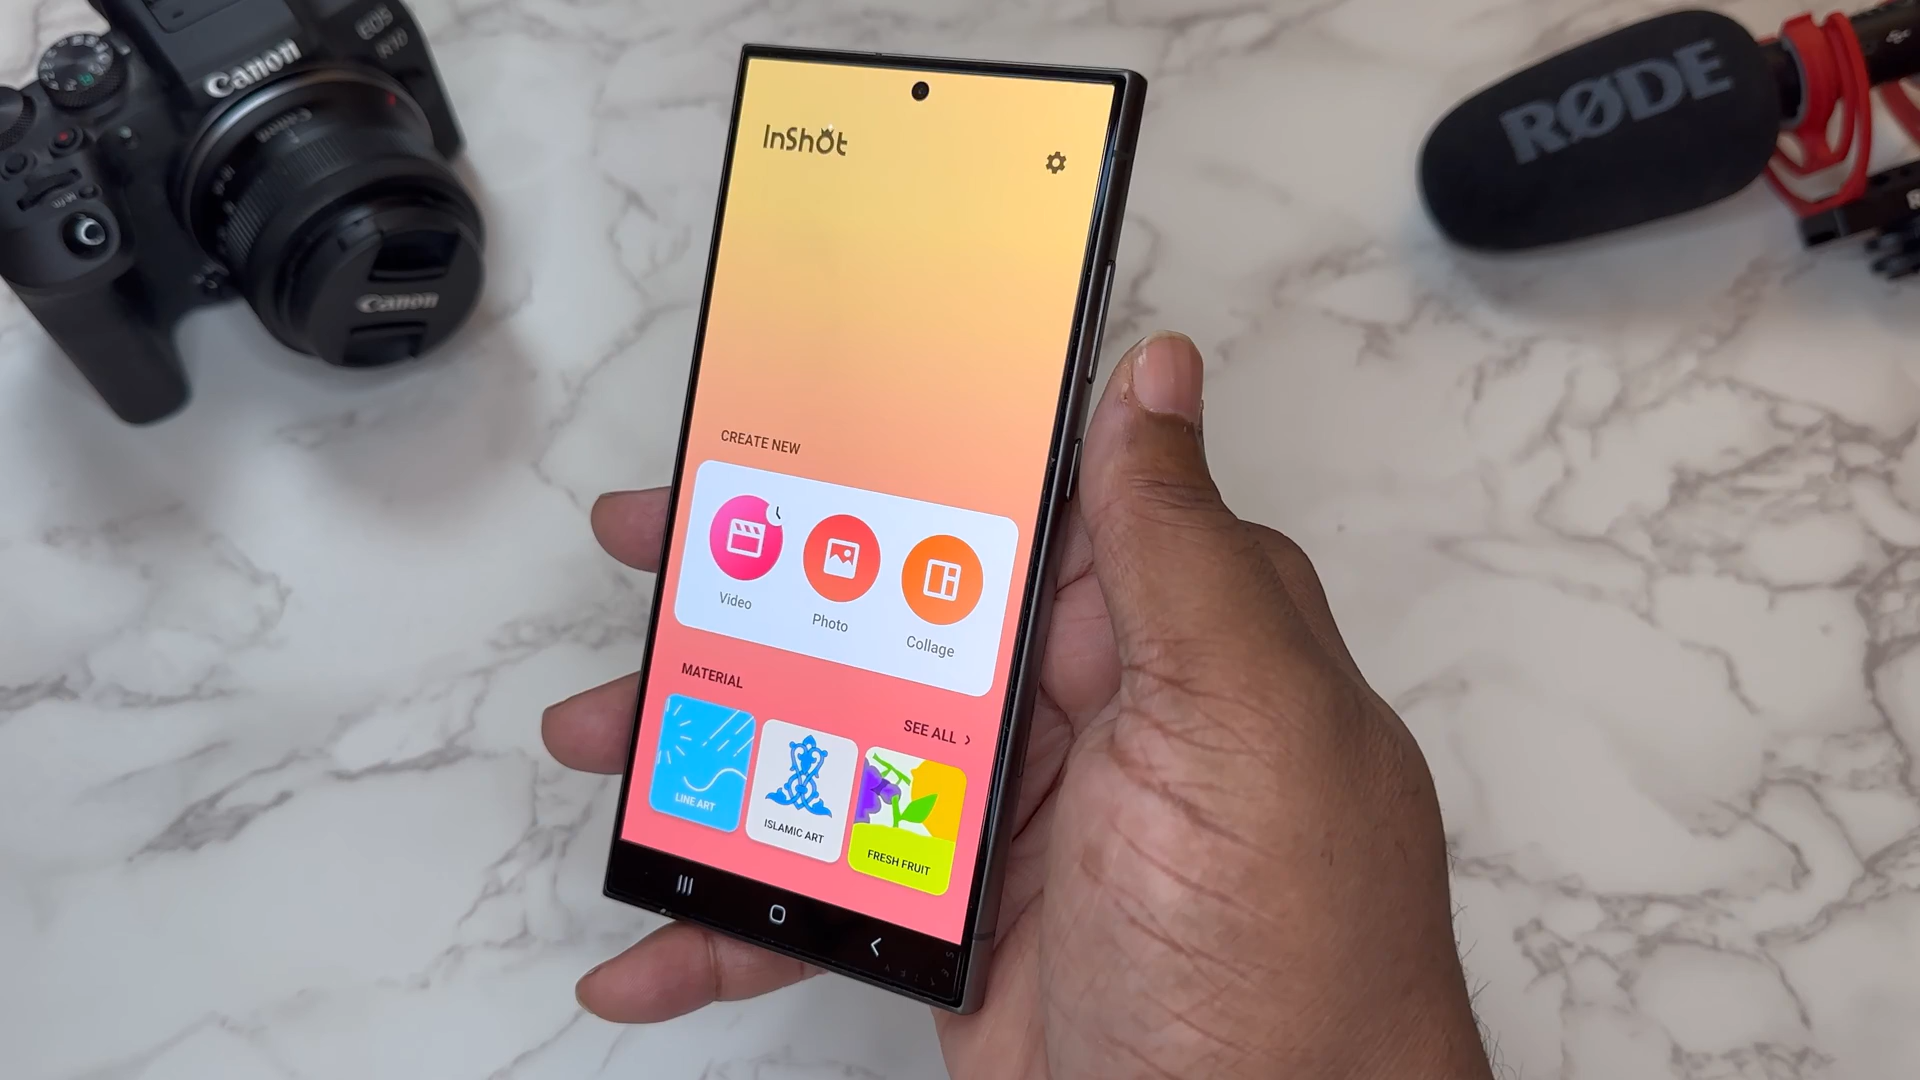 Canon
EOS
R10
Canon
Canon
RØDE
InShot
CREATE NEW
Video
Photo
Collage
MATERIAL
SEE ALL ›
LINE ART
ISLAMIC ART
FRESH FRUIT